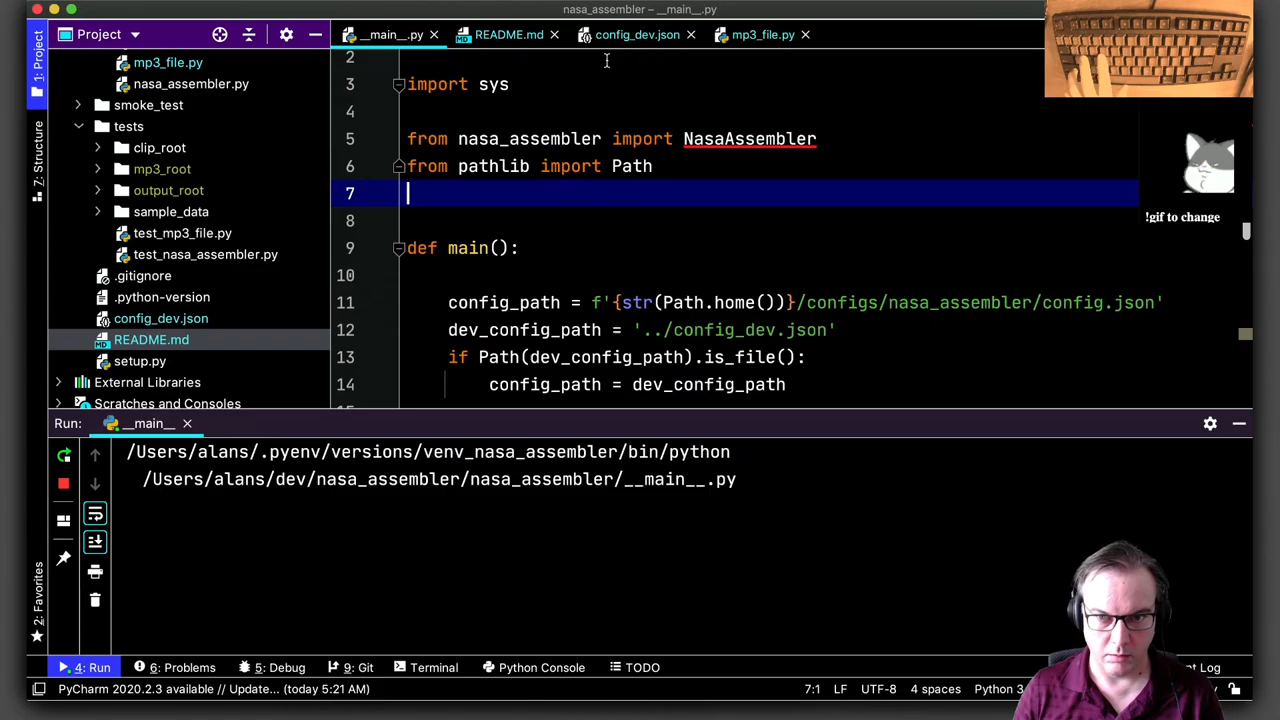 nasa_assembler – __main__.py
1: Project
Project
__main__.py
README.md
config_dev.json
mp3_file.py
mp3_file.py
nasa_assembler.py
smoke_test
tests
clip_root
mp3_root
output_root
sample_data
test_mp3_file.py
test_nasa_assembler.py
.gitignore
.python-version
config_dev.json
README.md
setup.py
External Libraries
Scratches and Consoles
7: Structure
2: Favorites
2
3 import sys
4
5 from nasa_assembler import NasaAssembler
6 from pathlib import Path
7
8
9 def main():
10
11 config_path = f'{str(Path.home())}/configs/nasa_assembler/config.json'
12 dev_config_path = '../config_dev.json'
13 if Path(dev_config_path).is_file():
14 config_path = dev_config_path
!gif to change
Run: __main__
/Users/alans/.pyenv/versions/venv_nasa_assembler/bin/python
/Users/alans/dev/nasa_assembler/nasa_assembler/__main__.py
4: Run
6: Problems
5: Debug
9: Git
Terminal
Python Console
TODO
t Log
PyCharm 2020.2.3 available // Update... (today 5:21 AM)
7:1 LF UTF-8 4 spaces Python 3